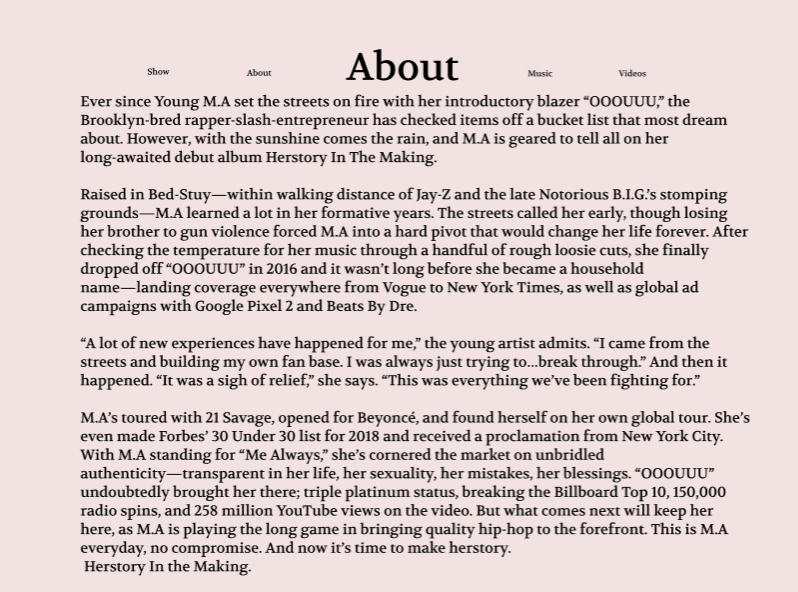 Show About About Music Videos
Ever since Young M.A set the streets on fire with her introductory blazer “OOOUUU,” the
Brooklyn-bred rapper-slash-entrepreneur has checked items off a bucket list that most dream
about. However, with the sunshine comes the rain, and M.A is geared to tell all on her
long-awaited debut album Herstory In The Making.
Raised in Bed-Stuy—within walking distance of Jay-Z and the late Notorious B.I.G.’s stomping
grounds—M.A learned a lot in her formative years. The streets called her early, though losing
her brother to gun violence forced M.A into a hard pivot that would change her life forever. After
checking the temperature for her music through a handful of rough loosie cuts, she finally
dropped off “OOOUUU” in 2016 and it wasn’t long before she became a household
name—landing coverage everywhere from Vogue to New York Times, as well as global ad
campaigns with Google Pixel 2 and Beats By Dre.
“A lot of new experiences have happened for me,” the young artist admits. “I came from the
streets and building my own fan base. I was always just trying to...break through.” And then it
happened. “It was a sigh of relief,” she says. “This was everything we’ve been fighting for.”
M.A’s toured with 21 Savage, opened for Beyoncé, and found herself on her own global tour. She’s
even made Forbes’ 30 Under 30 list for 2018 and received a proclamation from New York City.
With M.A standing for “Me Always,” she’s cornered the market on unbridled
authenticity—transparent in her life, her sexuality, her mistakes, her blessings. “OOOUUU”
undoubtedly brought her there; triple platinum status, breaking the Billboard Top 10, 150,000
radio spins, and 258 million YouTube views on the video. But what comes next will keep her
here, as M.A is playing the long game in bringing quality hip-hop to the forefront. This is M.A
everyday, no compromise. And now it’s time to make herstory.
Herstory In the Making.